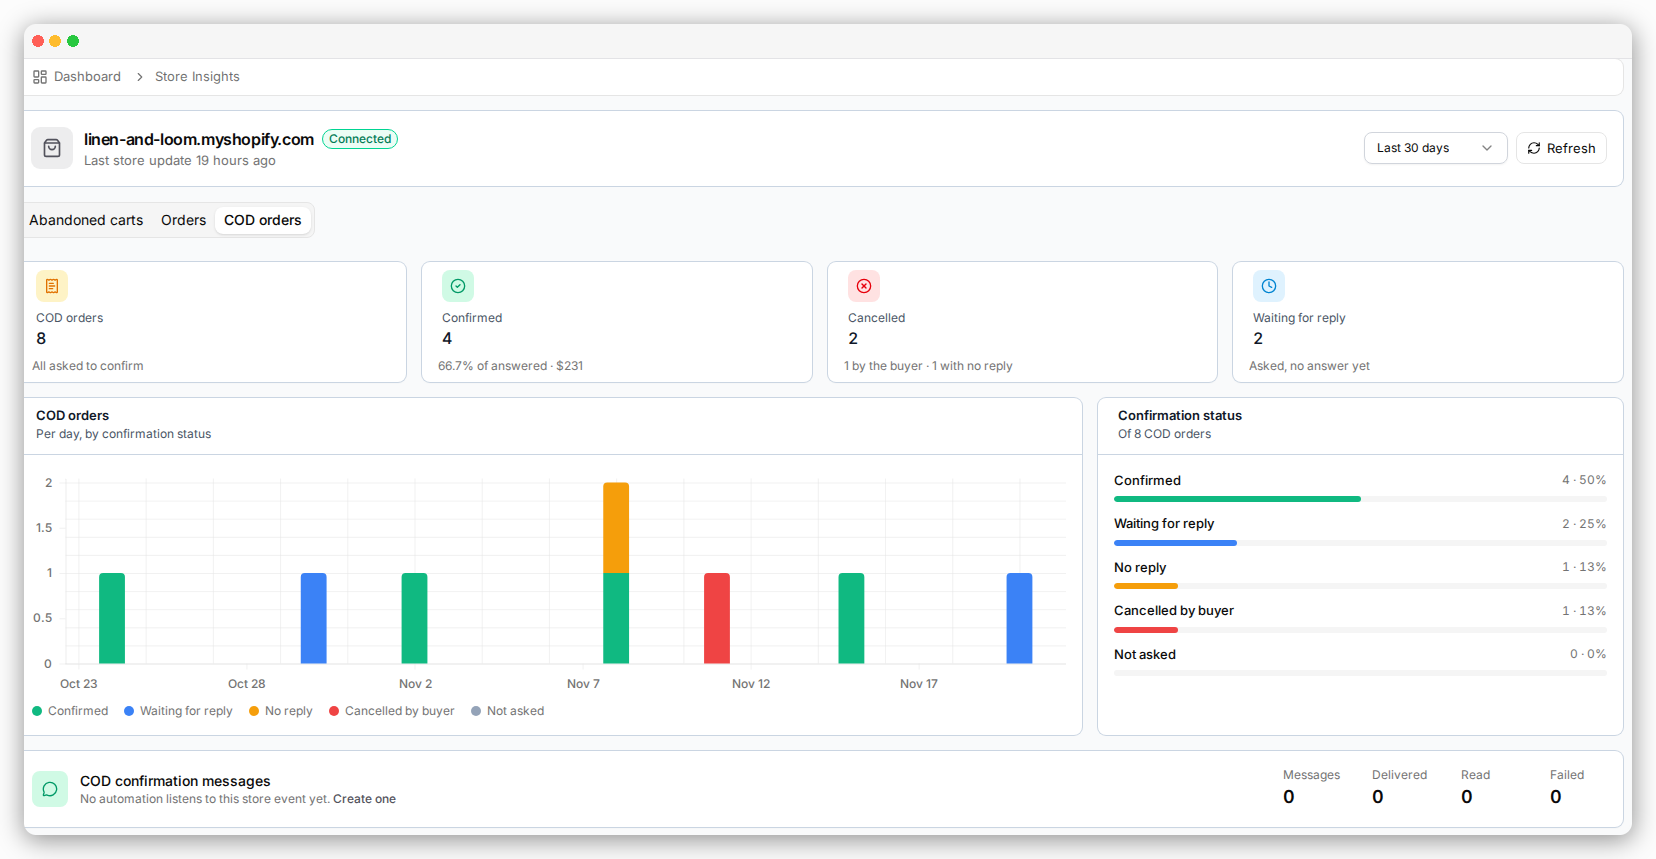 Dashboard > Store Insights
linen-and-loom.myshopify.com Connected
Last store update 19 hours ago
Last 30 days
Refresh
Abandoned carts Orders COD orders
COD orders
8
All asked to confirm
Confirmed
4
66.7% of answered · $231
Cancelled
2
1 by the buyer · 1 with no reply
Waiting for reply
2
Asked, no answer yet
COD orders
Per day, by confirmation status
2
1.5
1
0.5
0
Oct 23 Oct 28 Nov 2 Nov 7 Nov 12 Nov 17
Confirmed Waiting for reply No reply Cancelled by buyer Not asked
Confirmation status
Of 8 COD orders
Confirmed 4 · 50%
Waiting for reply 2 · 25%
No reply 1 · 13%
Cancelled by buyer 1 · 13%
Not asked 0 · 0%
COD confirmation messages
No automation listens to this store event yet. Create one
Messages Delivered Read Failed
0 0 0 0